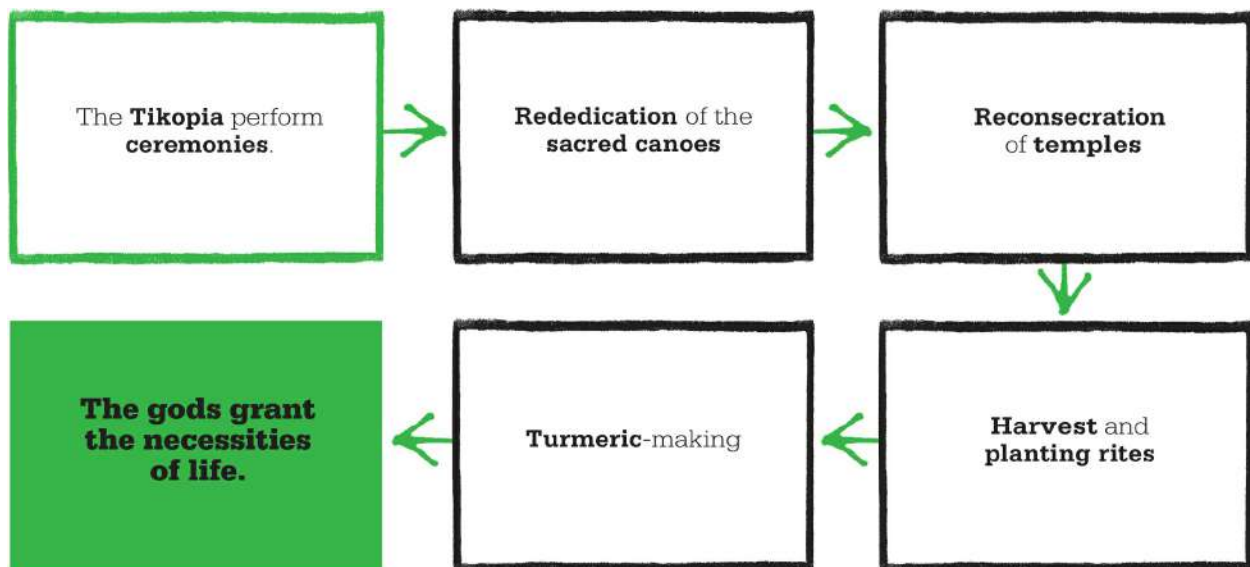 The Tikopia perform
ceremonies.
Rededication of the
sacred canoes
Reconsecration
of temples
Harvest and
planting rites
Turmeric-making
The gods grant
the necessities
of life.